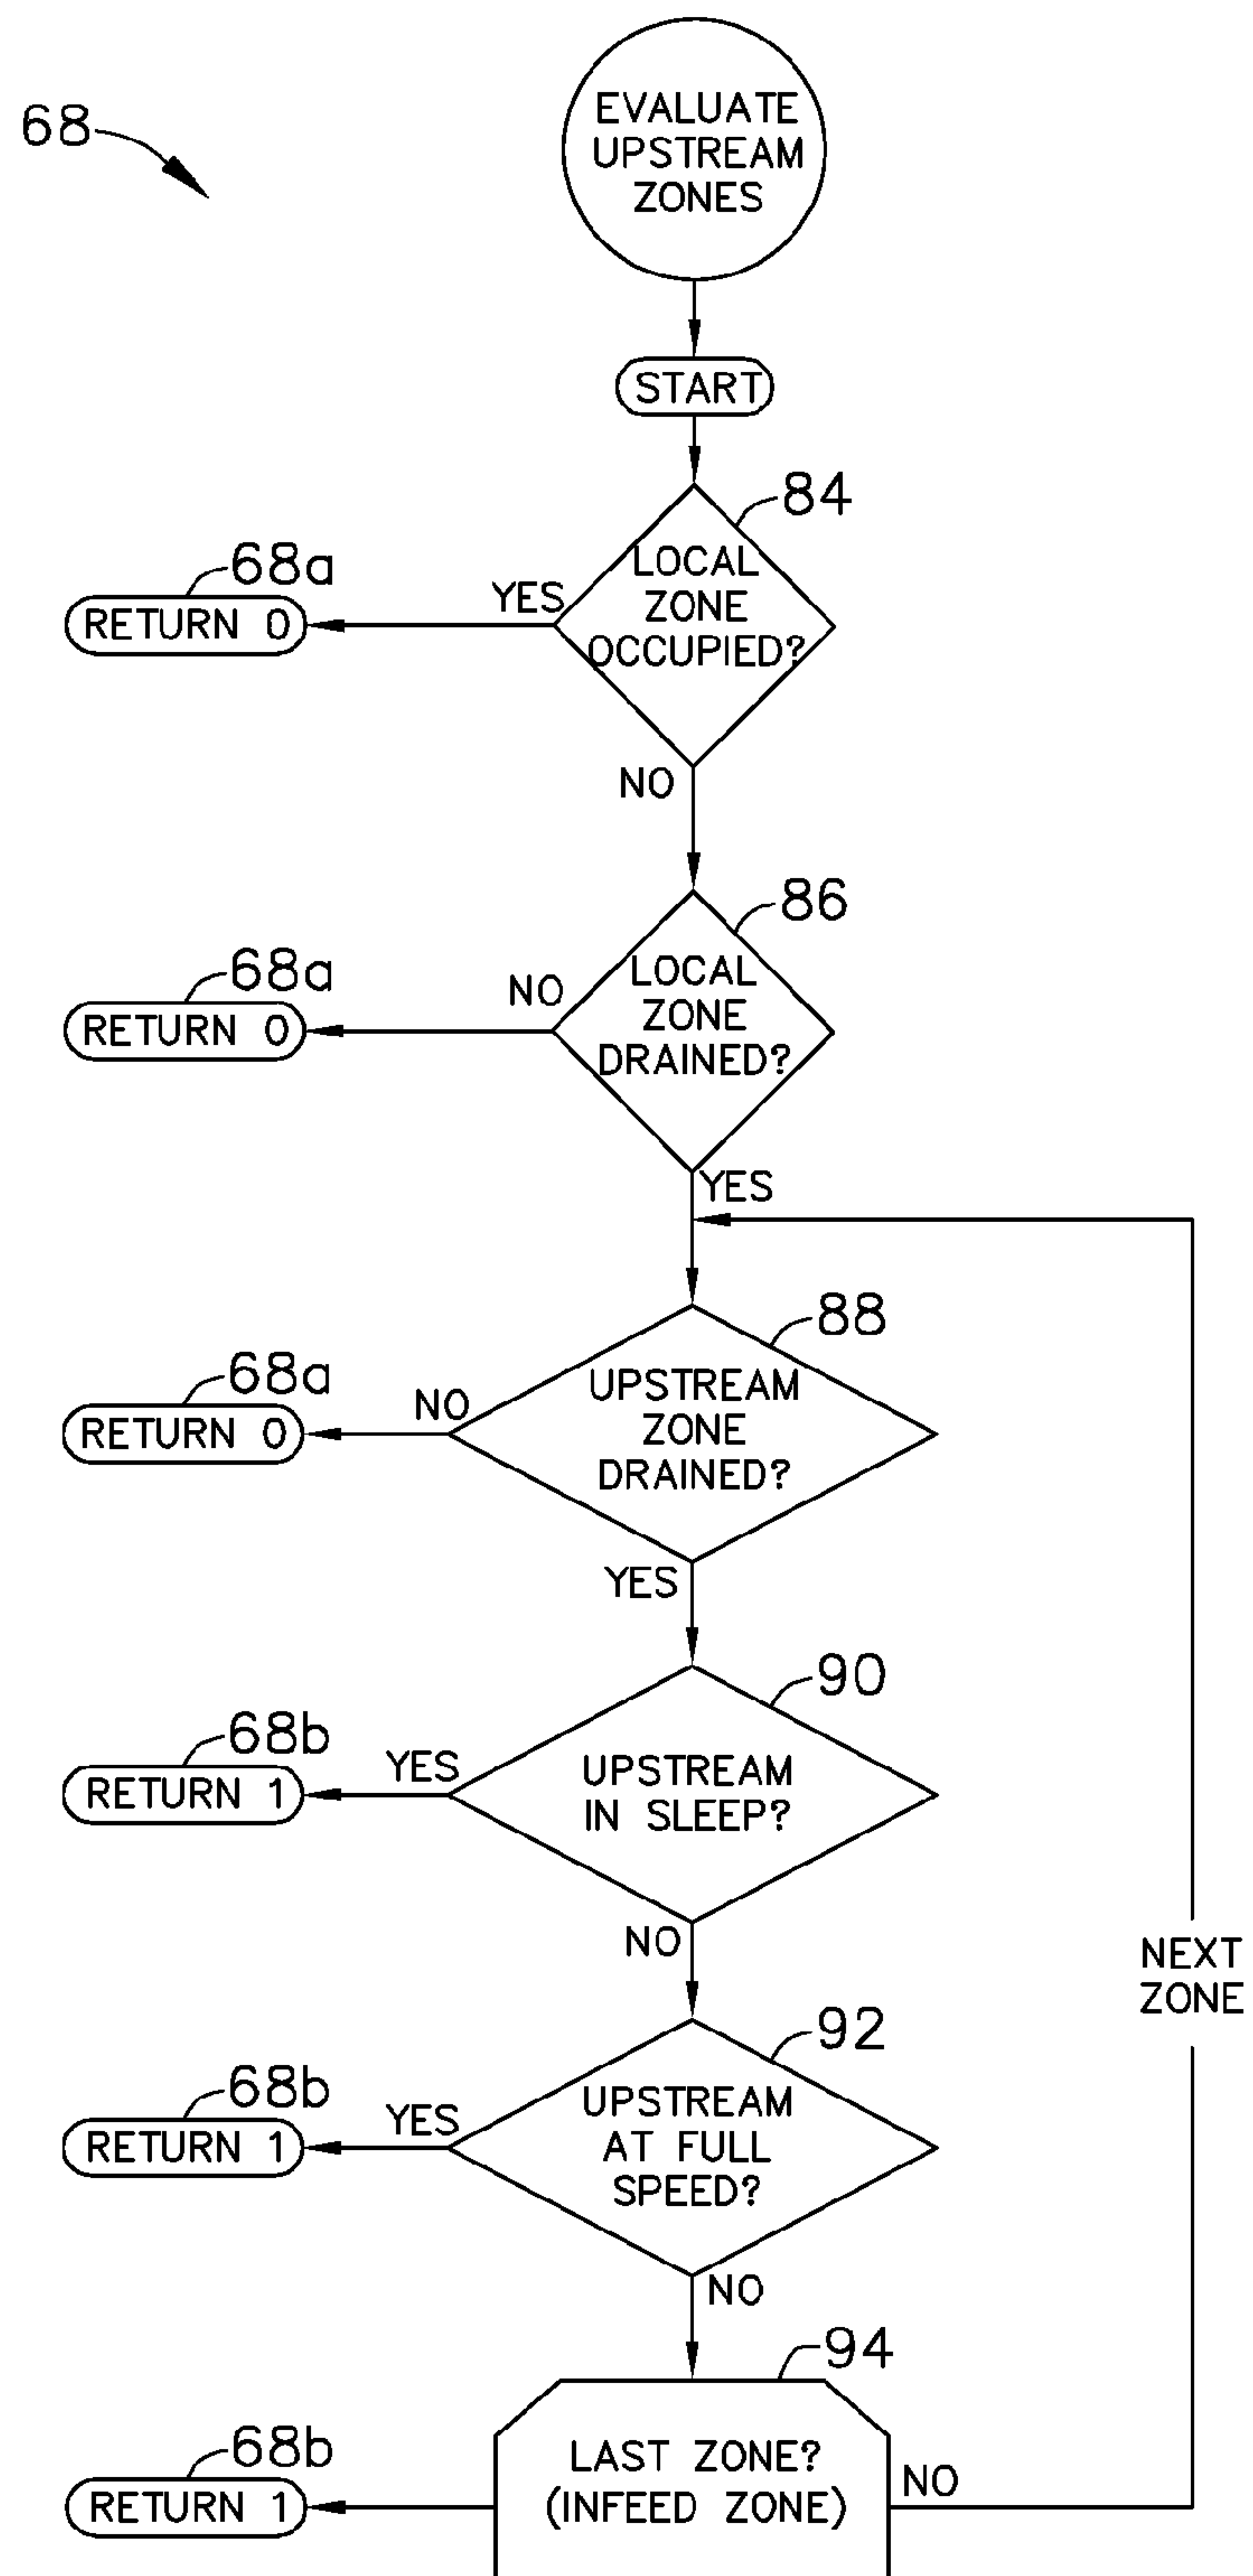 68
EVALUATE
UPSTREAM
ZONES
START
84
LOCAL
ZONE
OCCUPIED?
YES
68a
RETURN 0
NO
86
LOCAL
ZONE
DRAINED?
NO
68a
RETURN 0
YES
88
UPSTREAM
ZONE
DRAINED?
NO
68a
RETURN 0
YES
90
UPSTREAM
IN SLEEP?
YES
68b
RETURN 1
NO
NEXT
ZONE
92
UPSTREAM
AT FULL
SPEED?
YES
68b
RETURN 1
NO
94
LAST ZONE?
(INFEED ZONE)
NO
68b
RETURN 1